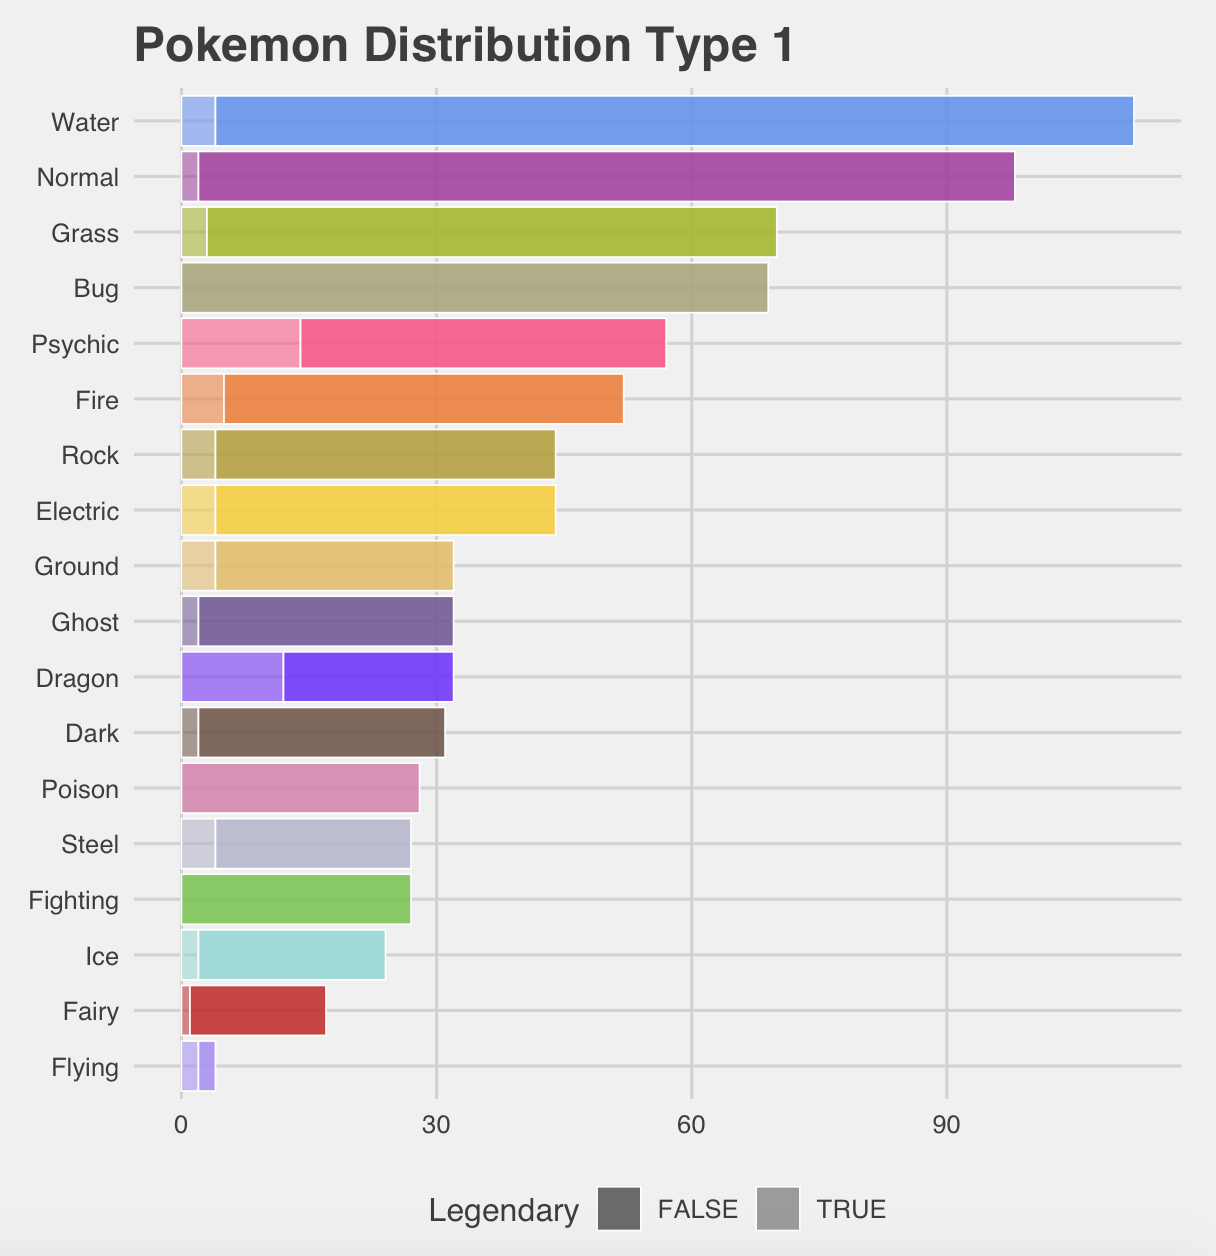 Pokemon Distribution Type 1
Water
Normal
Grass
Bug
Psychic
Fire
Rock
Electric
Ground
Ghost
Dragon
Dark
Poison
Steel
Fighting
Ice
Fairy
Flying
0 30 60 90
Legendary FALSE TRUE